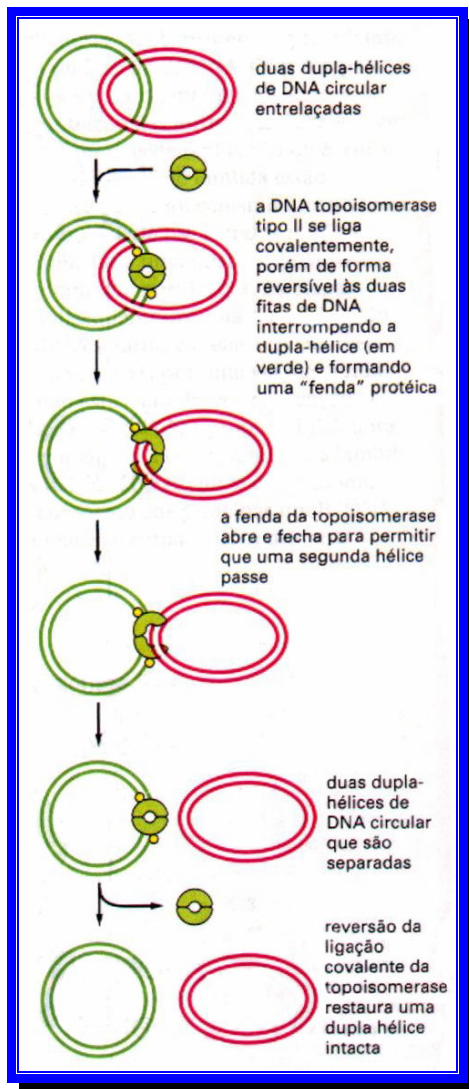 duas dupla-hélices
de DNA circular
entrelaçadas
a DNA topoisomerase
tipo II se liga
covalentemente,
porém de forma
reversível às duas
fitas de DNA
interrompendo a
dupla-hélice (em
verde) e formando
uma “fenda” protéica
a fenda da topoisomerase
abre e fecha para permitir
que uma segunda hélice
passe
duas dupla-
hélices de
DNA circular
que são
separadas
reversão da
ligação
covalente da
topoisomerase
restaura uma
dupla hélice
intacta